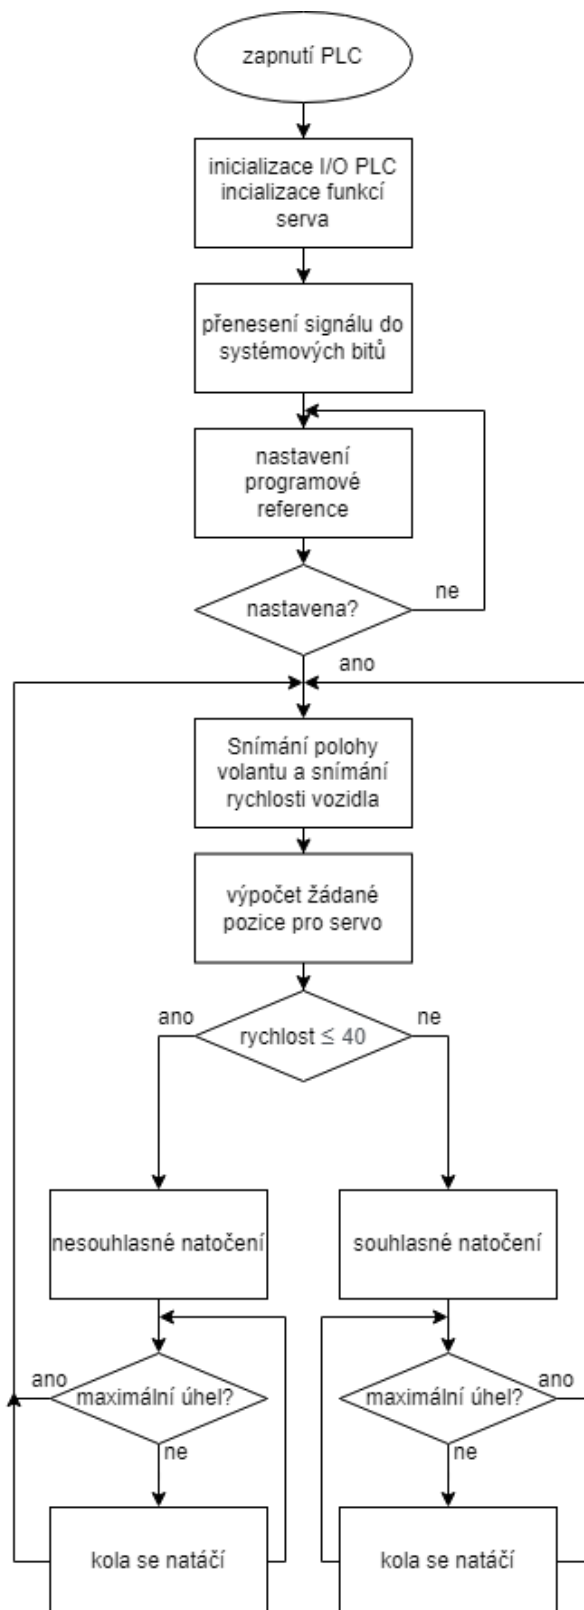 zapnutí PLC
inicializace I/O PLC
incializace funkcí
serva
přenesení signálu do
systémových bitů
nastavení
programové
reference
nastavena?
ne
ano
Snímání polohy
volantu a snímání
rychlosti vozidla
výpočet žádané
pozice pro servo
ano
rychlost ≤ 40
ne
nesouhlasné natočení
souhlasné natočení
ano
maximální úhel?
ne
maximální úhel?
ano
ne
kola se natáčí
kola se natáčí